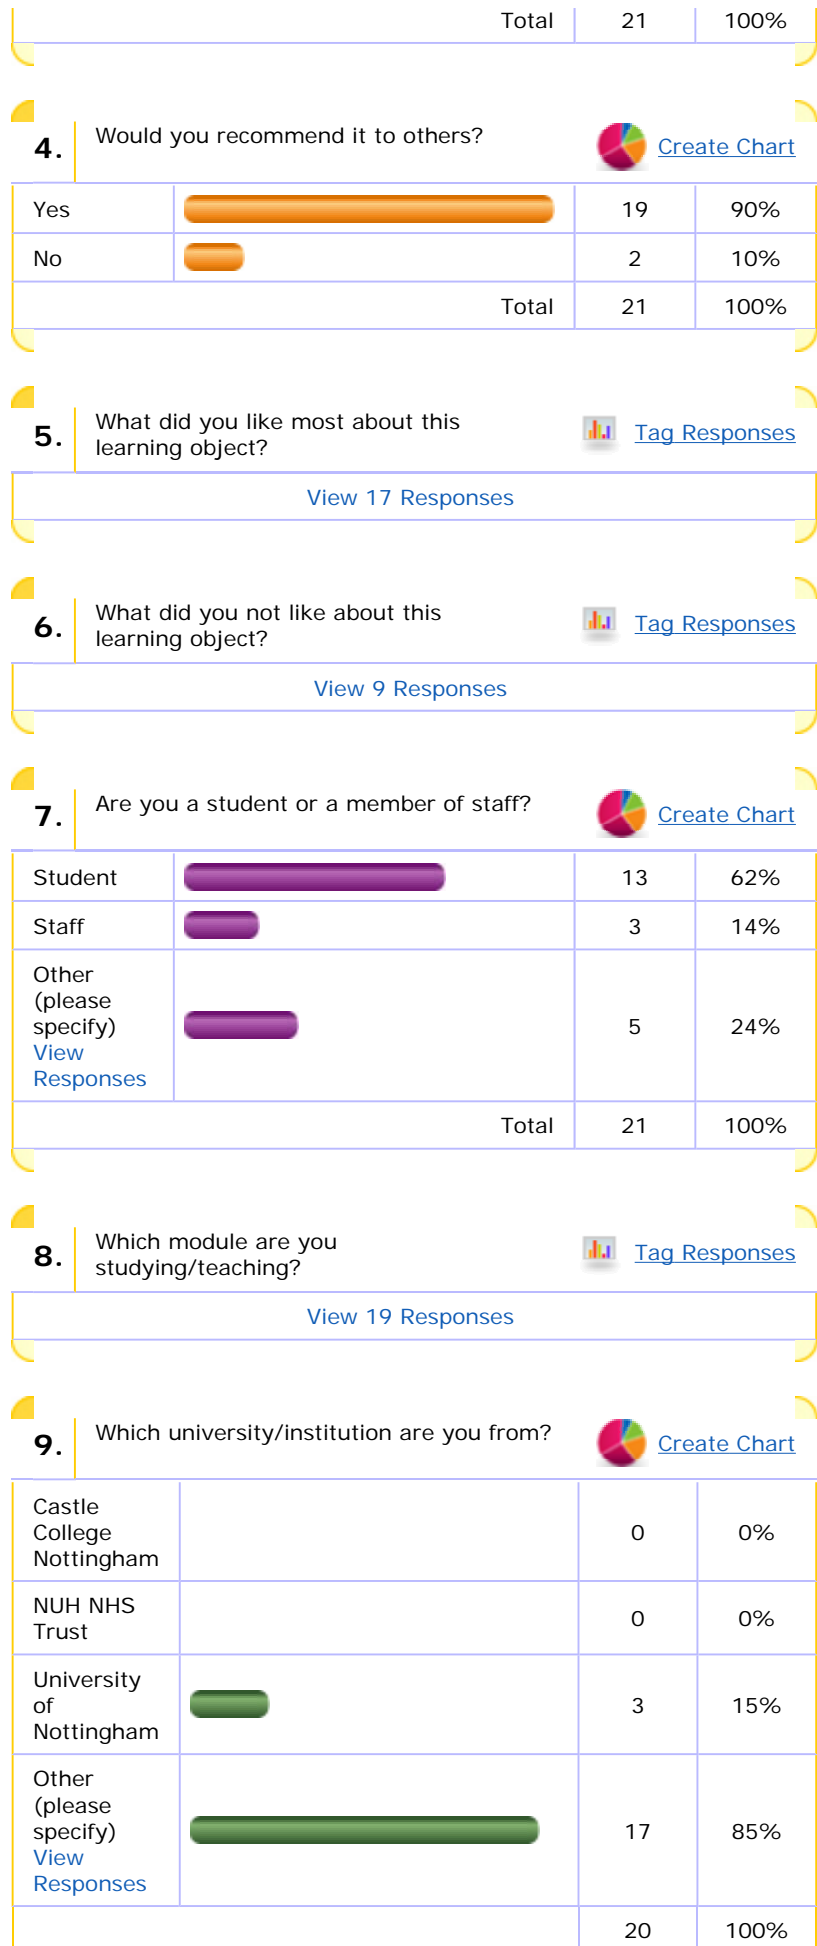 Total 21 100%
4. Would you recommend it to others? Create Chart
Yes 19 90%
No 2 10%
Total 21 100%
5. What did you like most about this
learning object? Tag Responses
View 17 Responses
6. What did you not like about this
learning object? Tag Responses
View 9 Responses
7. Are you a student or a member of staff? Create Chart
Student 13 62%
Staff 3 14%
Other
(please
specify) 5 24%
View
Responses
Total 21 100%
8. Which module are you
studying/teaching? Tag Responses
View 19 Responses
9. Which university/institution are you from? Create Chart
Castle
College 0 0%
Nottingham
NUH NHS
Trust 0 0%
University
of 3 15%
Nottingham
Other
(please
specify) 17 85%
View
Responses
20 100%